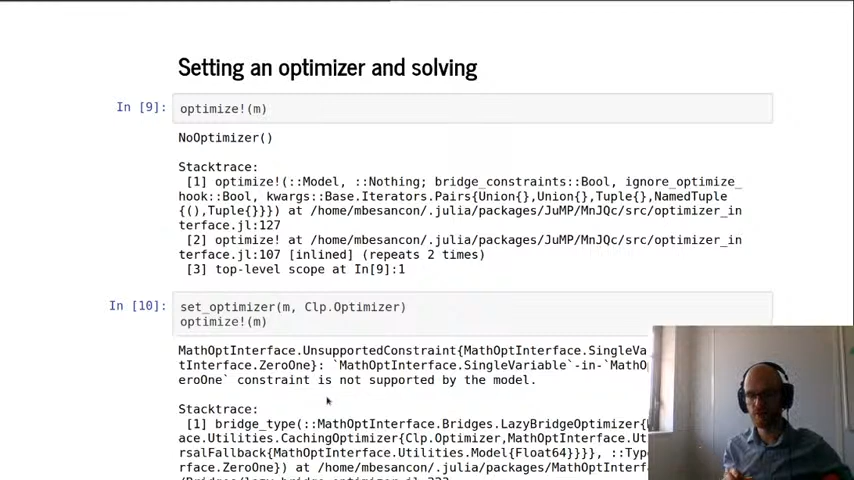 Setting an optimizer and solving
In [9]: optimize!(m)
NoOptimizer()
Stacktrace:
[1] optimize!(::Model, ::Nothing; bridge_constraints::Bool, ignore_optimize_
hook::Bool, kwargs::Base.Iterators.Pairs{Union{},Union{},Tuple{},NamedTuple
{(),Tuple{}}}) at /home/mbesancon/.julia/packages/JuMP/MnJQc/src/optimizer_in
terface.jl:127
[2] optimize! at /home/mbesancon/.julia/packages/JuMP/MnJQc/src/optimizer_in
terface.jl:107 [inlined] (repeats 2 times)
[3] top-level scope at In[9]:1
In [10]: set_optimizer(m, Clp.Optimizer)
optimize!(m)
MathOptInterface.UnsupportedConstraint{MathOptInterface.SingleVa
tInterface.ZeroOne}: `MathOptInterface.SingleVariable`-in-`MathO
eroOne` constraint is not supported by the model.
Stacktrace:
[1] bridge_type(::MathOptInterface.Bridges.LazyBridgeOptimizer{
ace.Utilities.CachingOptimizer{Clp.Optimizer,MathOptInterface.Ut
rsalFallback{MathOptInterface.Utilities.Model{Float64}}}}, ::Typ
rface.ZeroOne}) at /home/mbesancon/.julia/packages/MathOptInterf